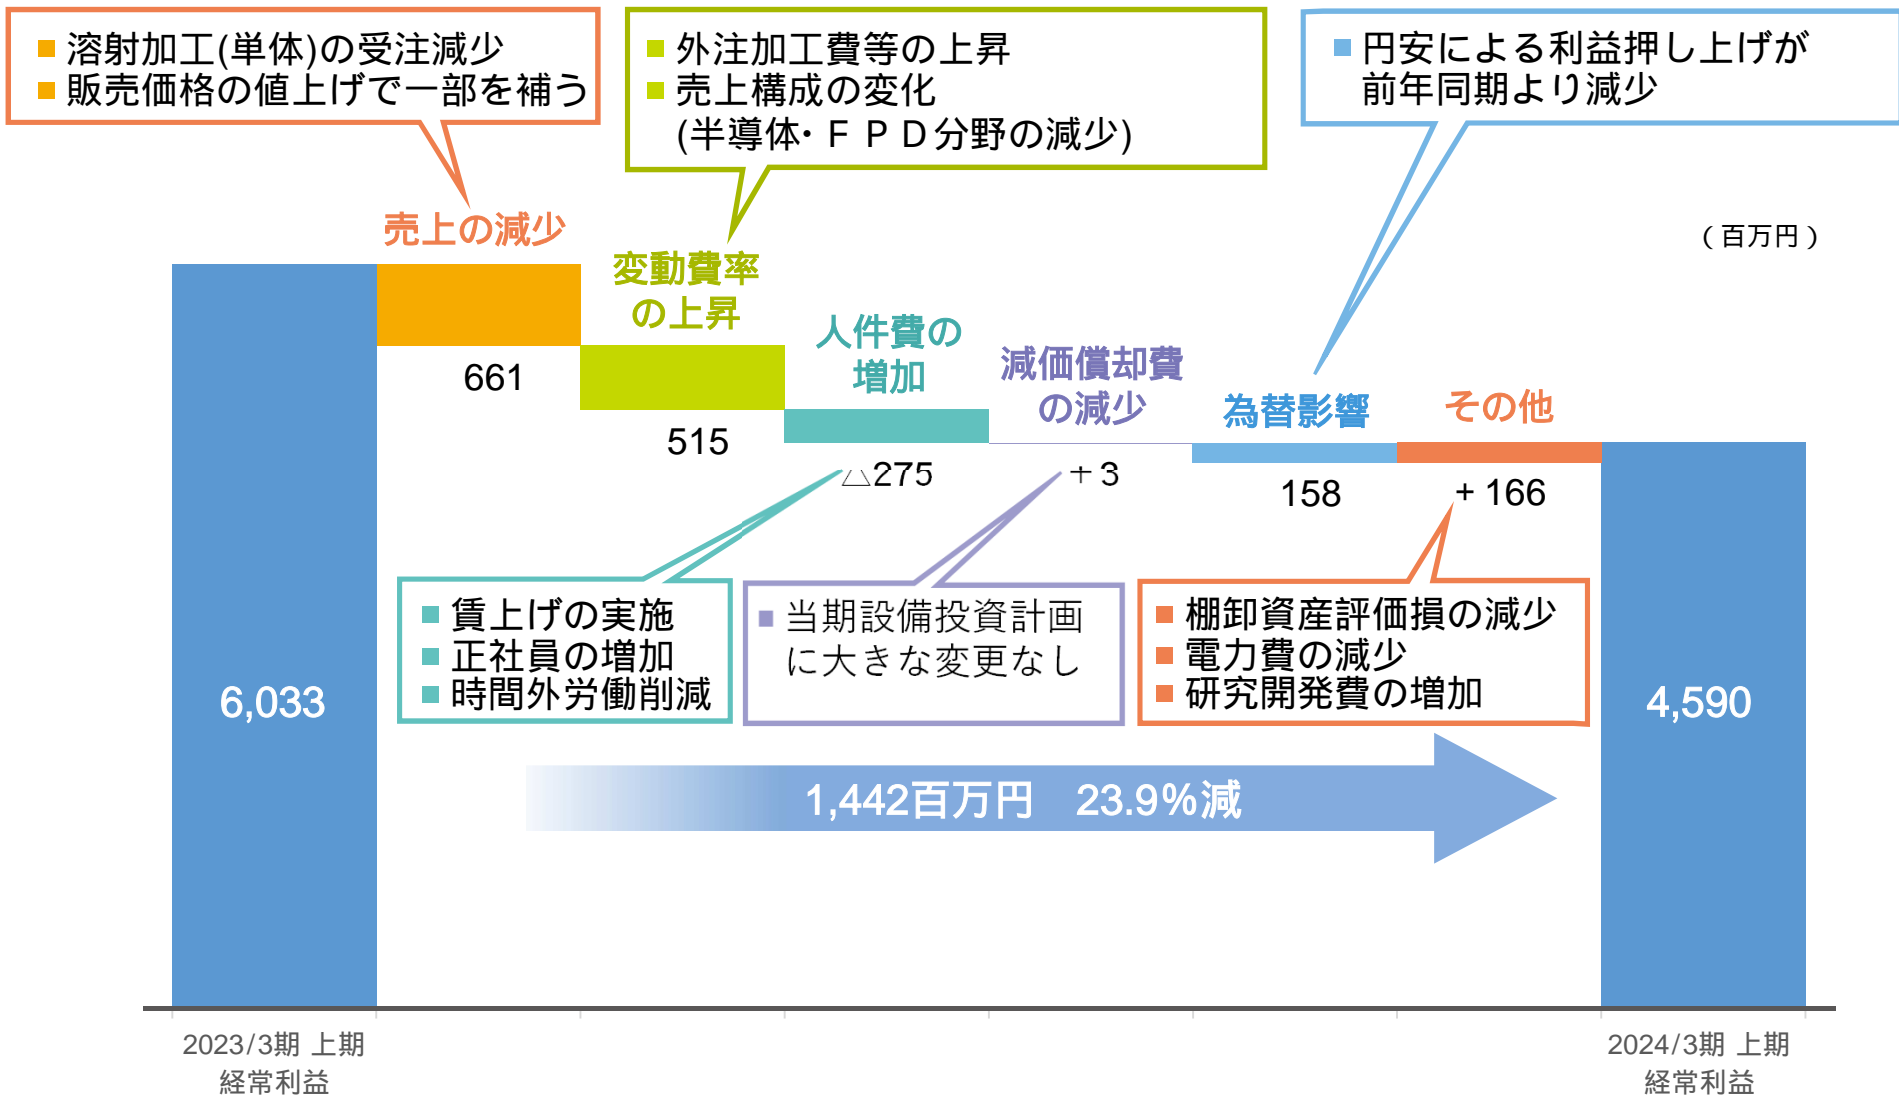 溶射加工(単体)の受注減少
販売価格の値上げで一部を補う
外注加工費等の上昇
売上構成の変化
(半導体・ＦＰＤ分野の減少)
円安による利益押し上げが
前年同期より減少
（百万円）
売上の減少
661
変動費率
の上昇
515
人件費の
増加
△275
減価償却費
の減少
＋3
為替影響
158
その他
+ 166
賃上げの実施
正社員の増加
時間外労働削減
当期設備投資計画
に大きな変更なし
棚卸資産評価損の減少
電力費の減少
研究開発費の増加
6,033
4,590
1,442百万円　23.9％減
2023/3期 上期
経常利益
2024/3期 上期
経常利益